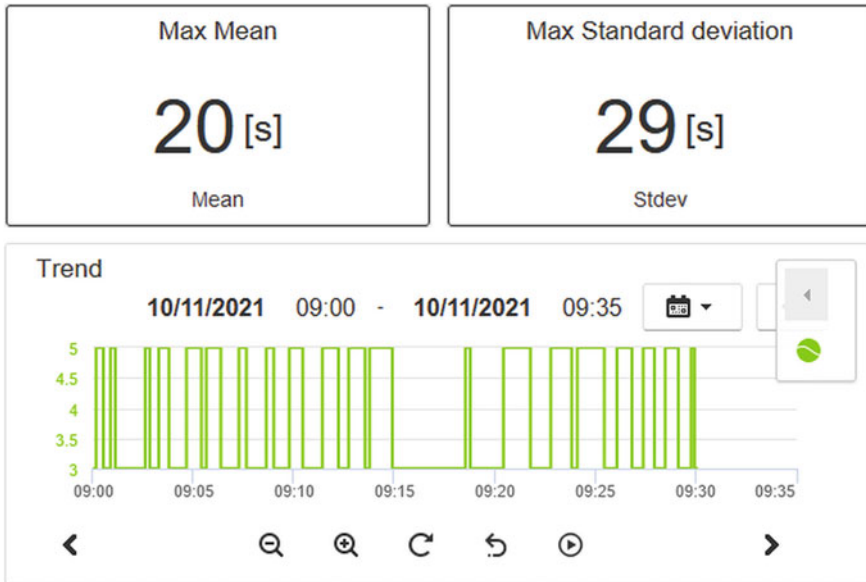 Max Mean
20 [s]
Mean
Max Standard deviation
29 [s]
Stdev
Trend
10/11/2021 09:00 - 10/11/2021 09:35
5
4.5
4
3.5
3
09:00 09:05 09:10 09:15 09:20 09:25 09:30 09:35